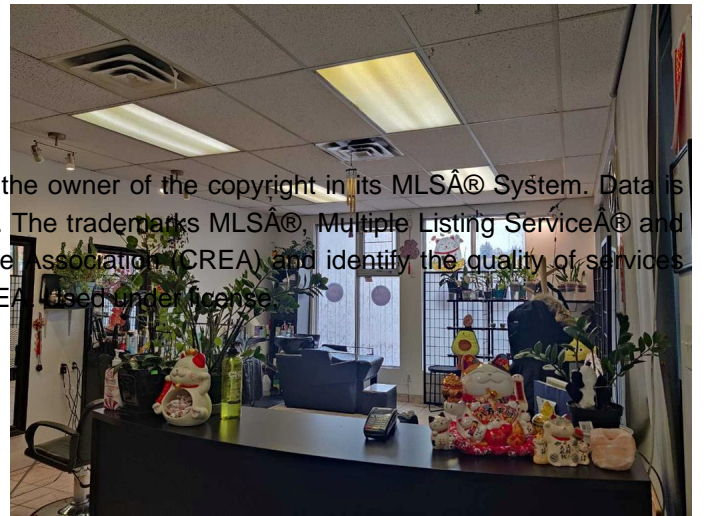 the owner of the copyright in its MLSÂ® System. Data is
. The trademarks MLSÂ®, Multiple Listing ServiceÂ® and
e Association (CREA) and identify the quality of services
EA. Used under license.